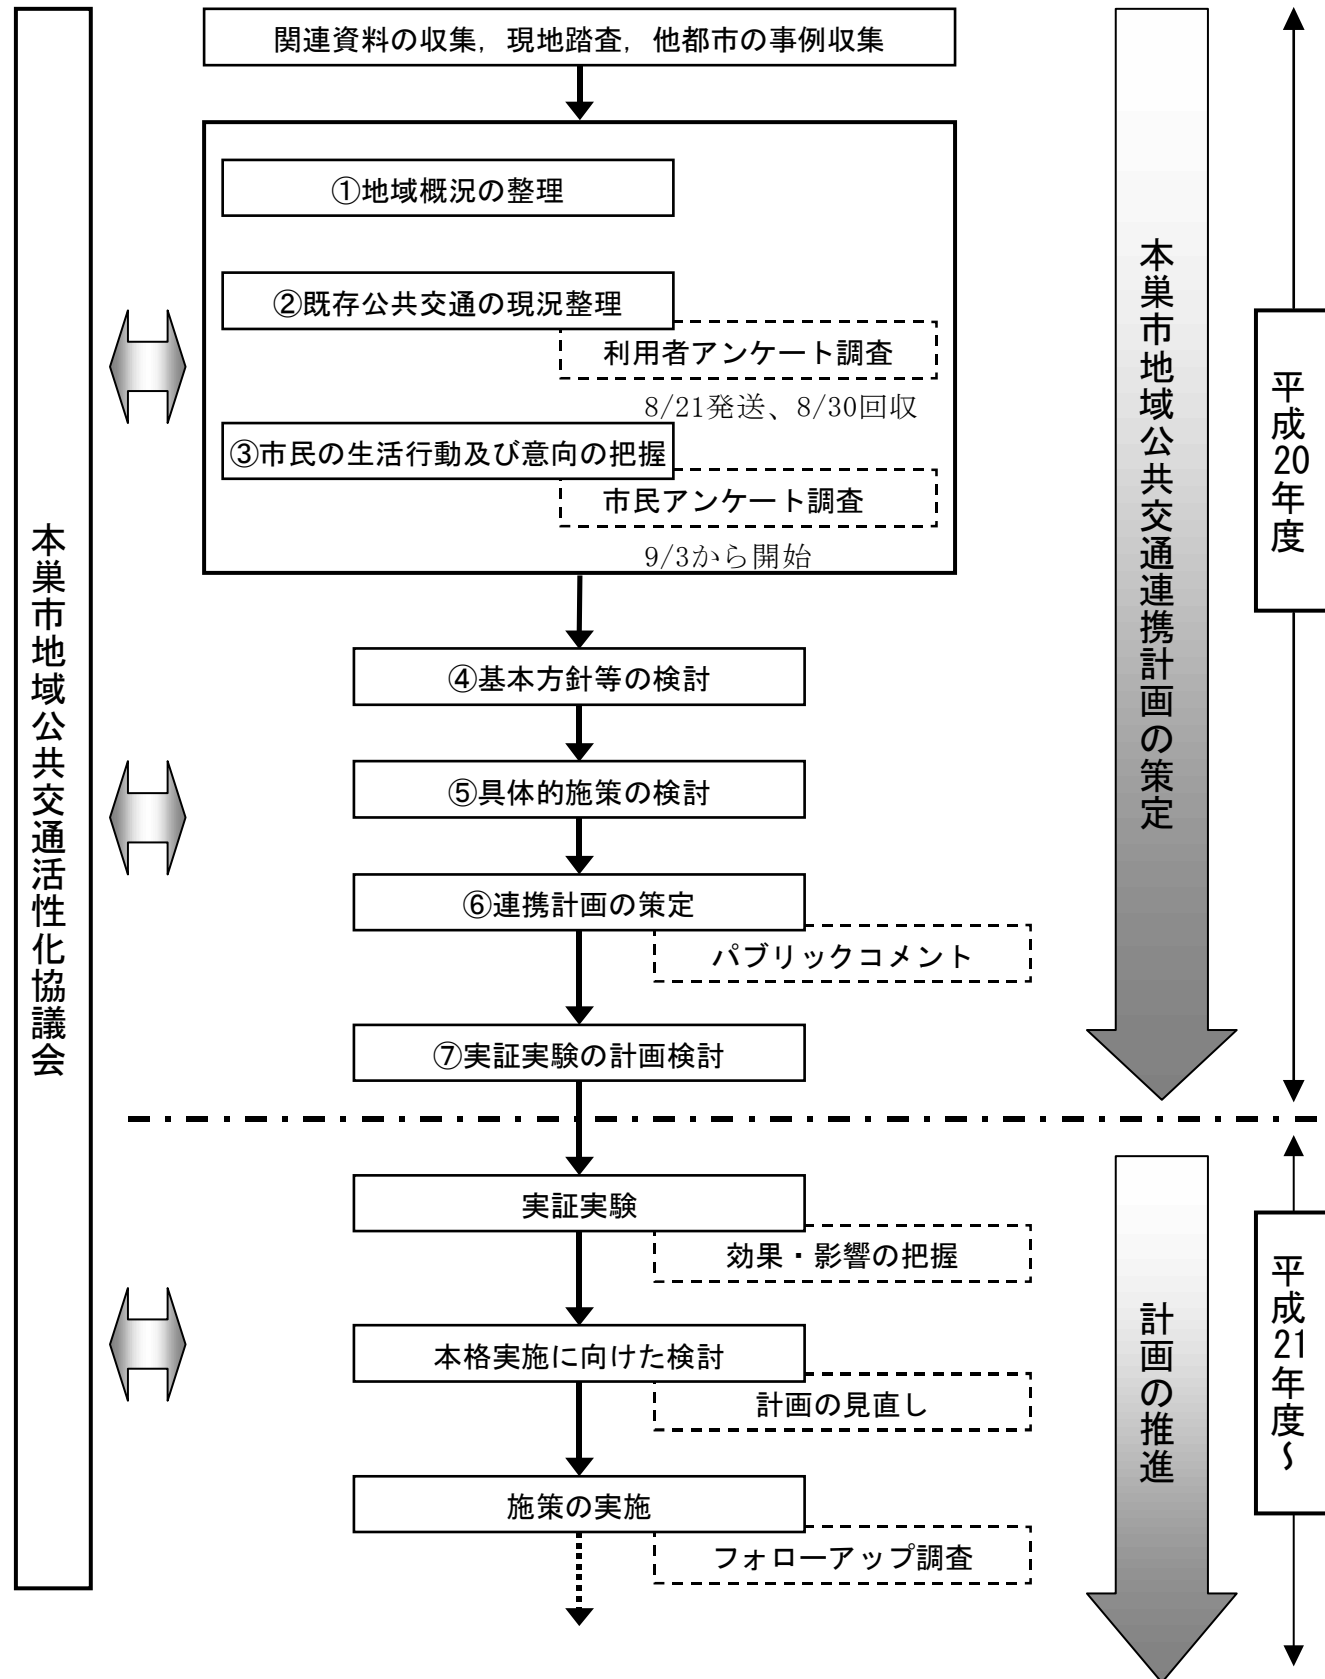 関連資料の収集，現地踏査，他都市の事例収集
①地域概況の整理
②既存公共交通の現況整理
利用者アンケート調査
8/21発送、8/30回収
③市民の生活行動及び意向の把握
市民アンケート調査
9/3から開始
④基本方針等の検討
⑤具体的施策の検討
⑥連携計画の策定
パブリックコメント
⑦実証実験の計画検討
実証実験
効果・影響の把握
本格実施に向けた検討
計画の見直し
施策の実施
フォローアップ調査
本巣市地域公共交通活性化協議会
本巣市地域公共交通連携計画の策定
計画の推進
平成20年度
平成21年度～